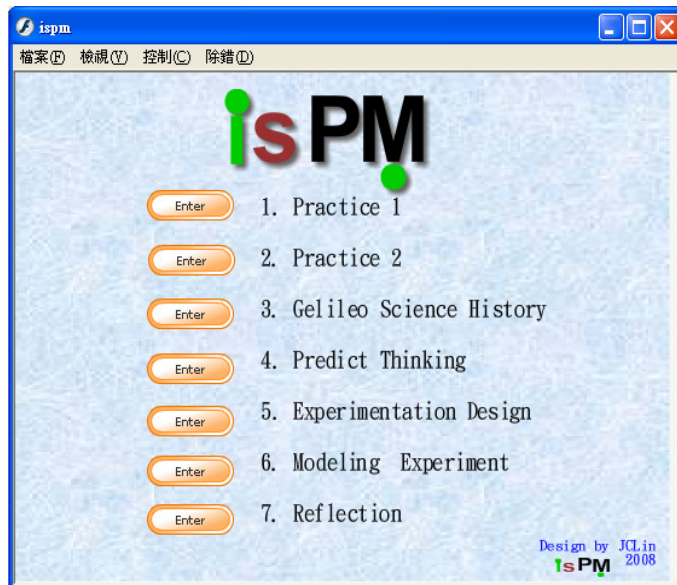 ispm
檔案(F) 檢視(V) 控制(C) 除錯(D)
isPM
Enter 1. Practice 1
Enter 2. Practice 2
Enter 3. Gelileo Science History
Enter 4. Predict Thinking
Enter 5. Experimentation Design
Enter 6. Modeling Experiment
Enter 7. Reflection
Design by JCLin
isPM 2008